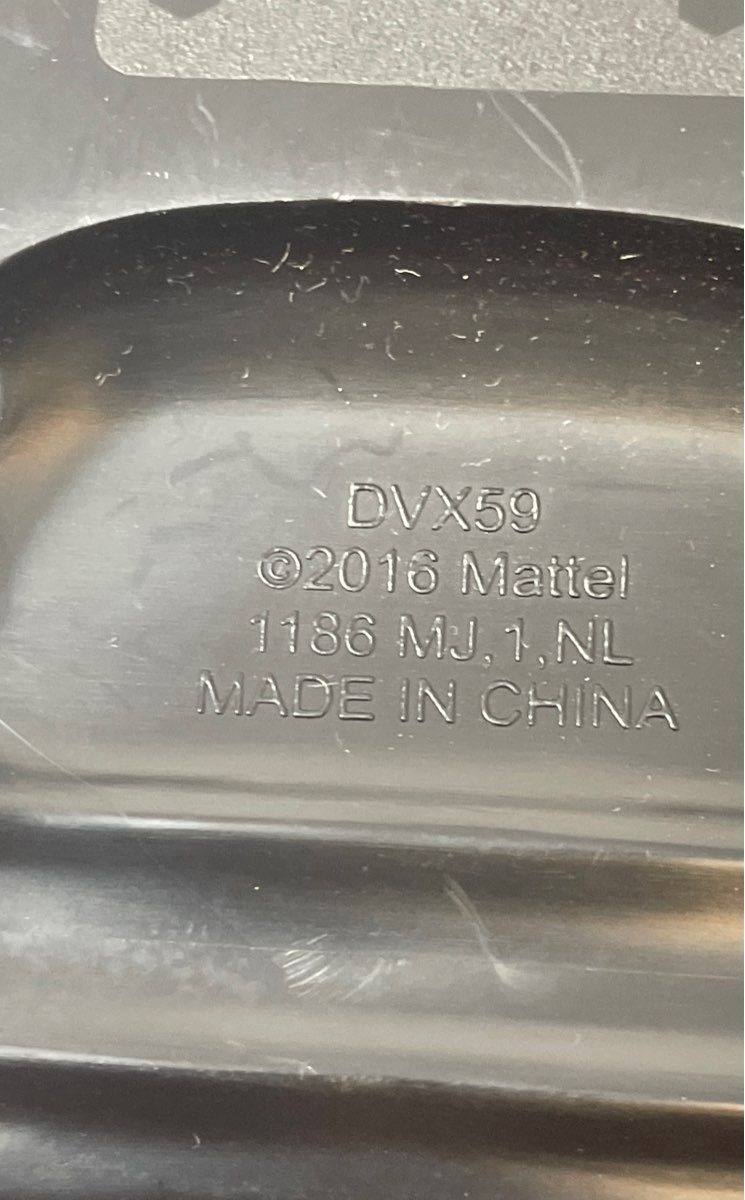 DVX59
©2016 Mattel
1186 MJ,1,NL
MADE IN CHINA